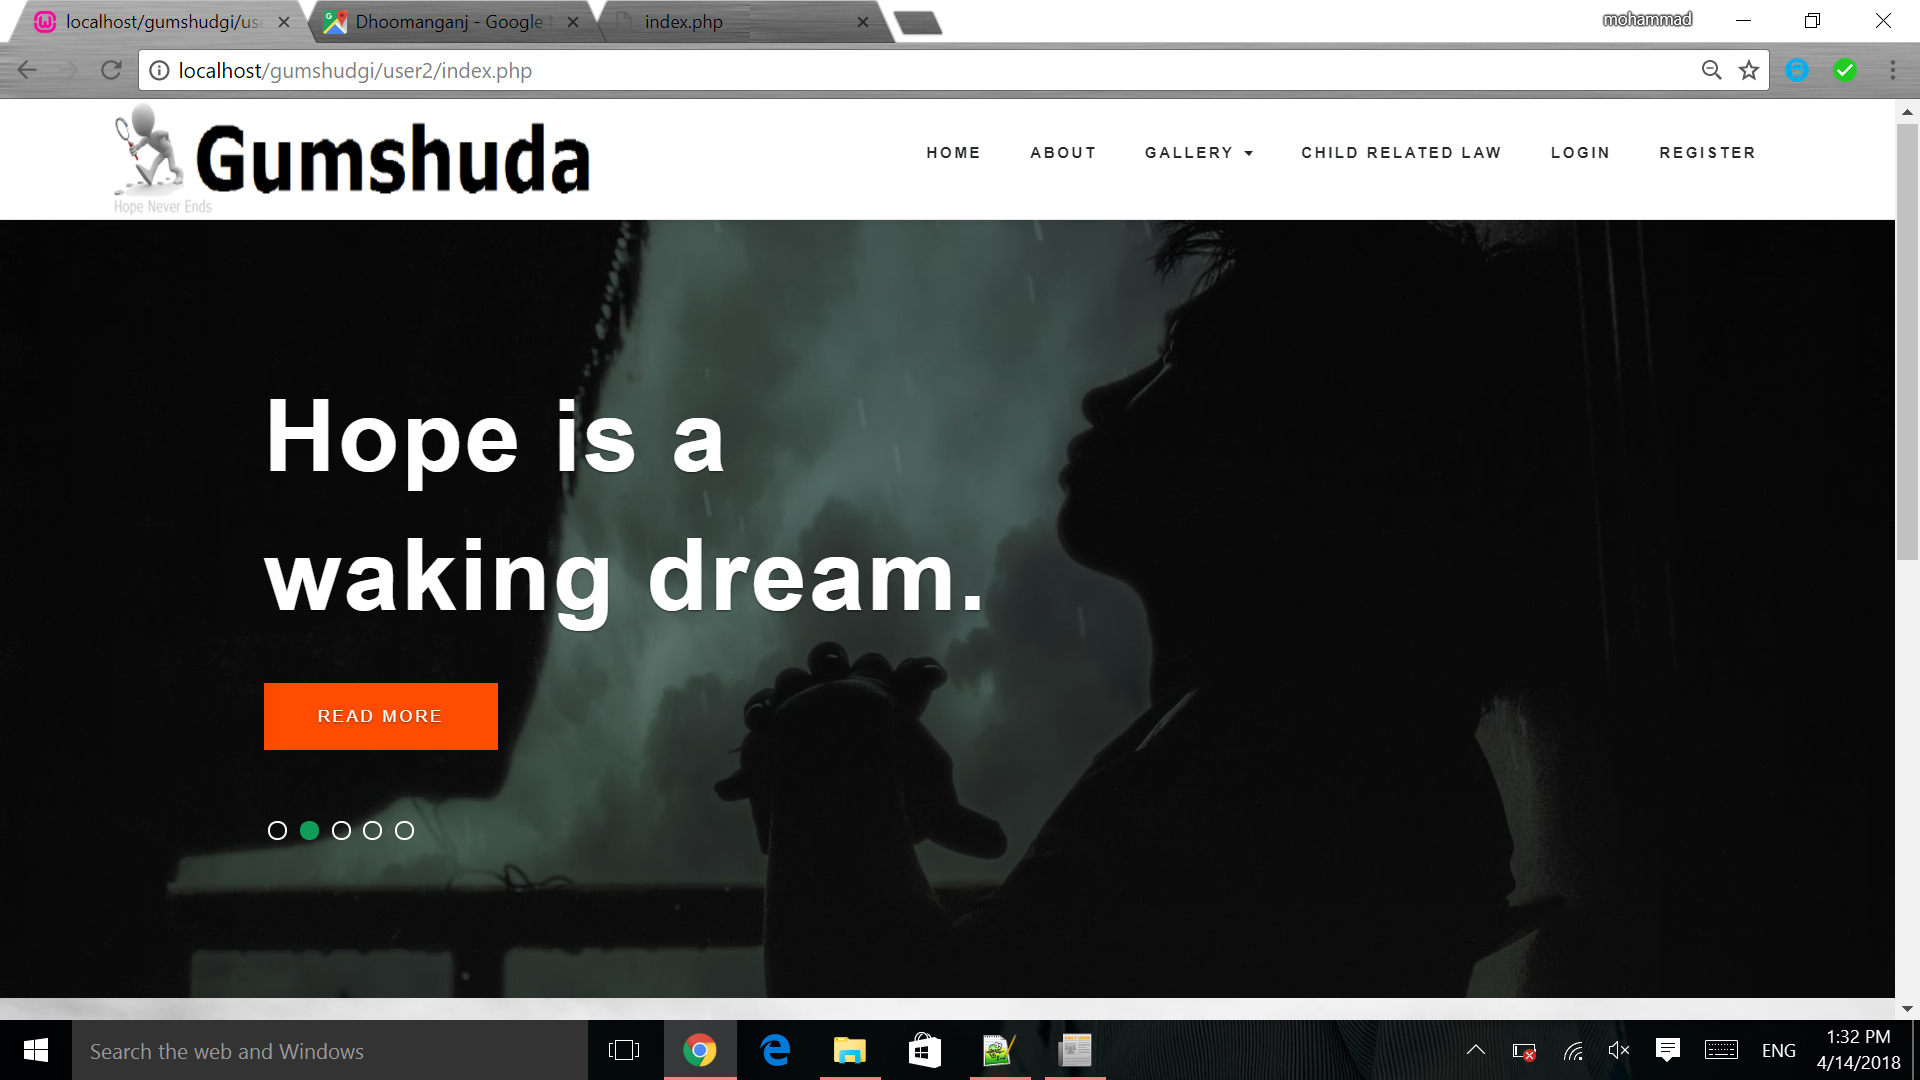 localhost/gumshudgi/us
Dhoomanganj - Google
index.php
mohammad
localhost/gumshudgi/user2/index.php
Gumshuda
Hope Never Ends
HOME
ABOUT
GALLERY
CHILD RELATED LAW
LOGIN
REGISTER
Hope is a
waking dream.
READ MORE
Search the web and Windows
ENG
1:32 PM
4/14/2018